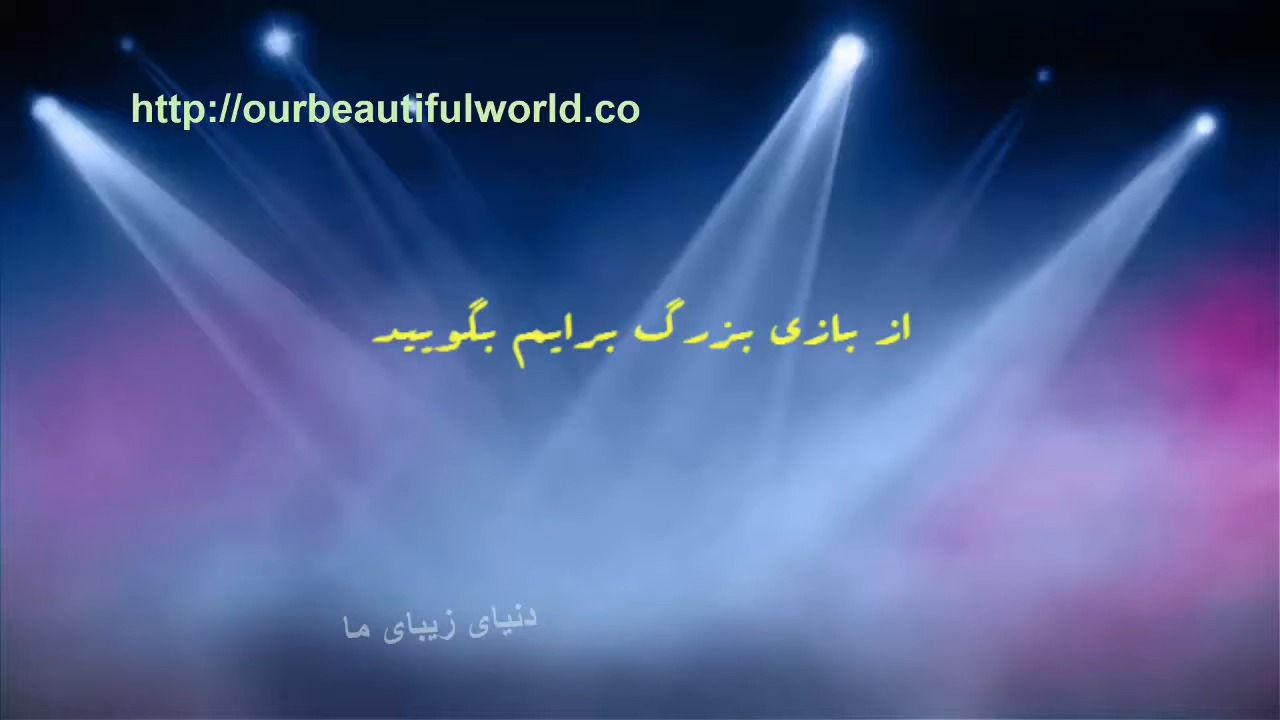 http://ourbeautifulworld.co
از بازی بزرگ برایم بگویید
دنیای زیبای ما